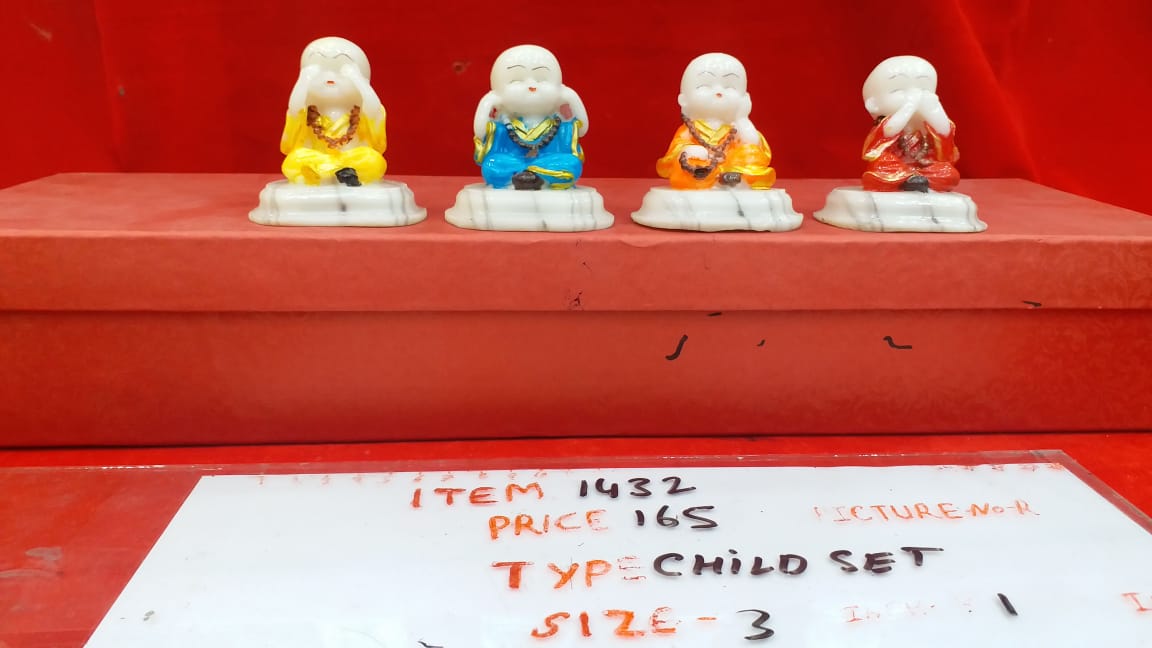 ITEM 1432
PRICE 165
PICTURE-No-R
TYPE CHiLD SET
SIZE - 3
1